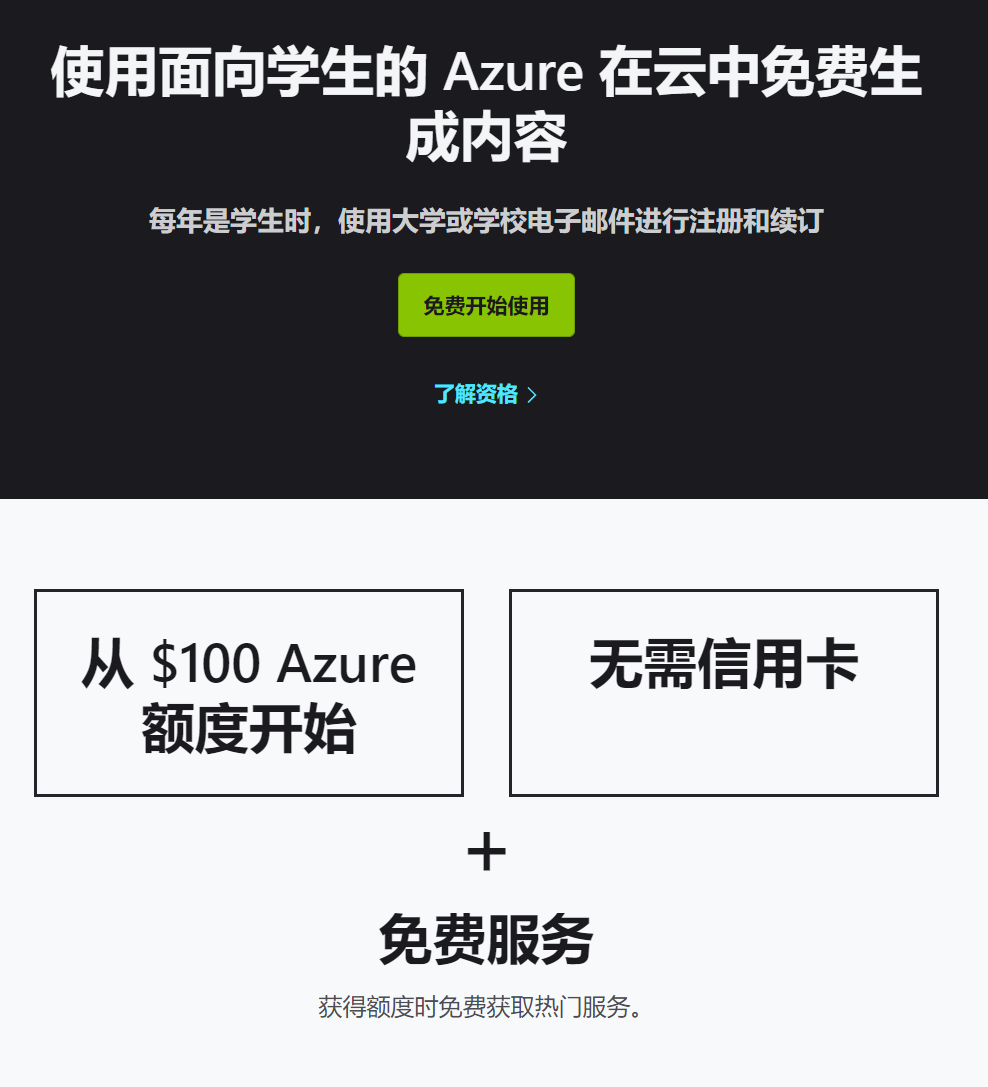 使用面向学生的 Azure 在云中免费生
成内容
每年是学生时，使用大学或学校电子邮件进行注册和续订
免费开始使用
了解资格
从 $100 Azure
额度开始
无需信用卡
+
免费服务
获得额度时免费获取热门服务。